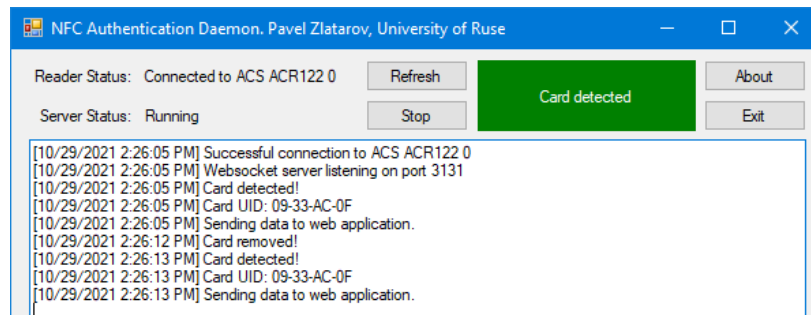 NFC Authentication Daemon. Pavel Zlatarov, University of Ruse
Reader Status: Connected to ACS ACR122 0 Refresh
Card detected
About
Server Status: Running Stop
Exit
[10/29/2021 2:26:05 PM] Successful connection to ACS ACR122 0
[10/29/2021 2:26:05 PM] Websocket server listening on port 3131
[10/29/2021 2:26:05 PM] Card detected!
[10/29/2021 2:26:05 PM] Card UID: 09-33-AC-0F
[10/29/2021 2:26:05 PM] Sending data to web application.
[10/29/2021 2:26:12 PM] Card removed!
[10/29/2021 2:26:13 PM] Card detected!
[10/29/2021 2:26:13 PM] Card UID: 09-33-AC-0F
[10/29/2021 2:26:13 PM] Sending data to web application.